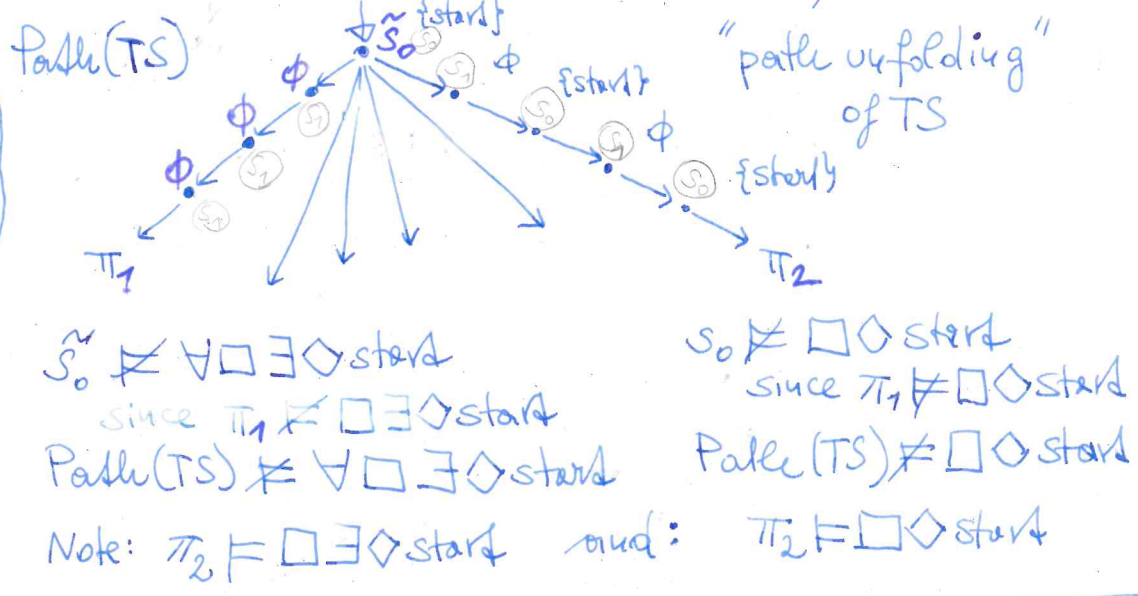 Path(TS)
s̃₀ {start}
s₀
"path unfolding"
of TS
ϕ s₁ ϕ
s₁ s₀ {start}
ϕ s₁ ϕ
s₁
ϕ s₀ {start}
s₁
π₁ π₂
s̃₀ ⊭ ∀□∃◇start
since π₁ ⊭ □∃◇start
Path(TS) ⊭ ∀□∃◇start
s₀ ⊭ □◇start
since π₁ ⊭ □◇start
Path(TS) ⊭ □◇start
Note: π₂ ⊨ □∃◇start and: π₂ ⊨ □◇start